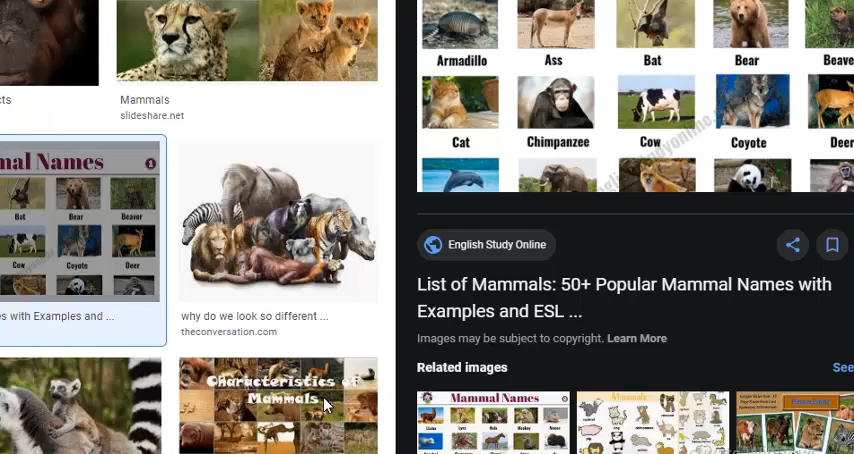 cts
Mammals
slideshare.net
mal Names
Bat
Bear
Beaver
Cow
Coyote
Deer
es with Examples and ...
why do we look so different ...
theconversation.com
Characteristics of
Mammals
Armadillo
Ass
Bat
Bear
Beave
Cat
Chimpanzee
Cow
Coyote
Deer
English Study Online
List of Mammals: 50+ Popular Mammal Names with
Examples and ESL ...
Images may be subject to copyright. Learn More
Related images
See
Mammal Names
Mammals